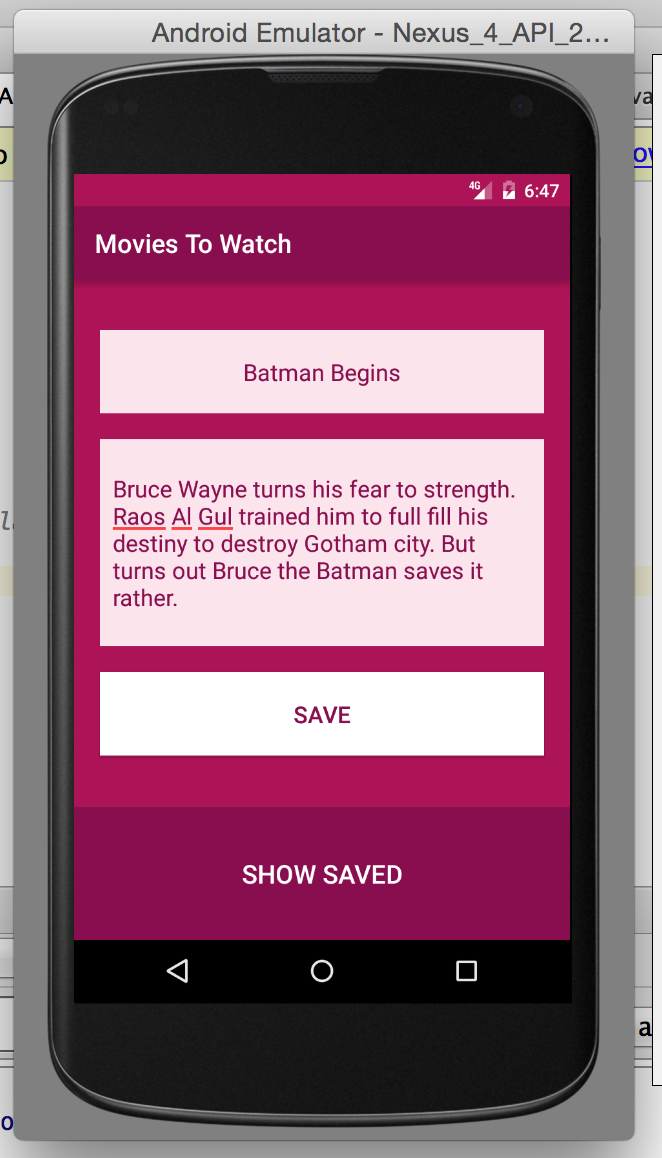 Android Emulator - Nexus_4_API_2...
4G 6:47
Movies To Watch
Batman Begins
Bruce Wayne turns his fear to strength.
Raos Al Gul trained him to full fill his
destiny to destroy Gotham city. But
turns out Bruce the Batman saves it
rather.
SAVE
SHOW SAVED